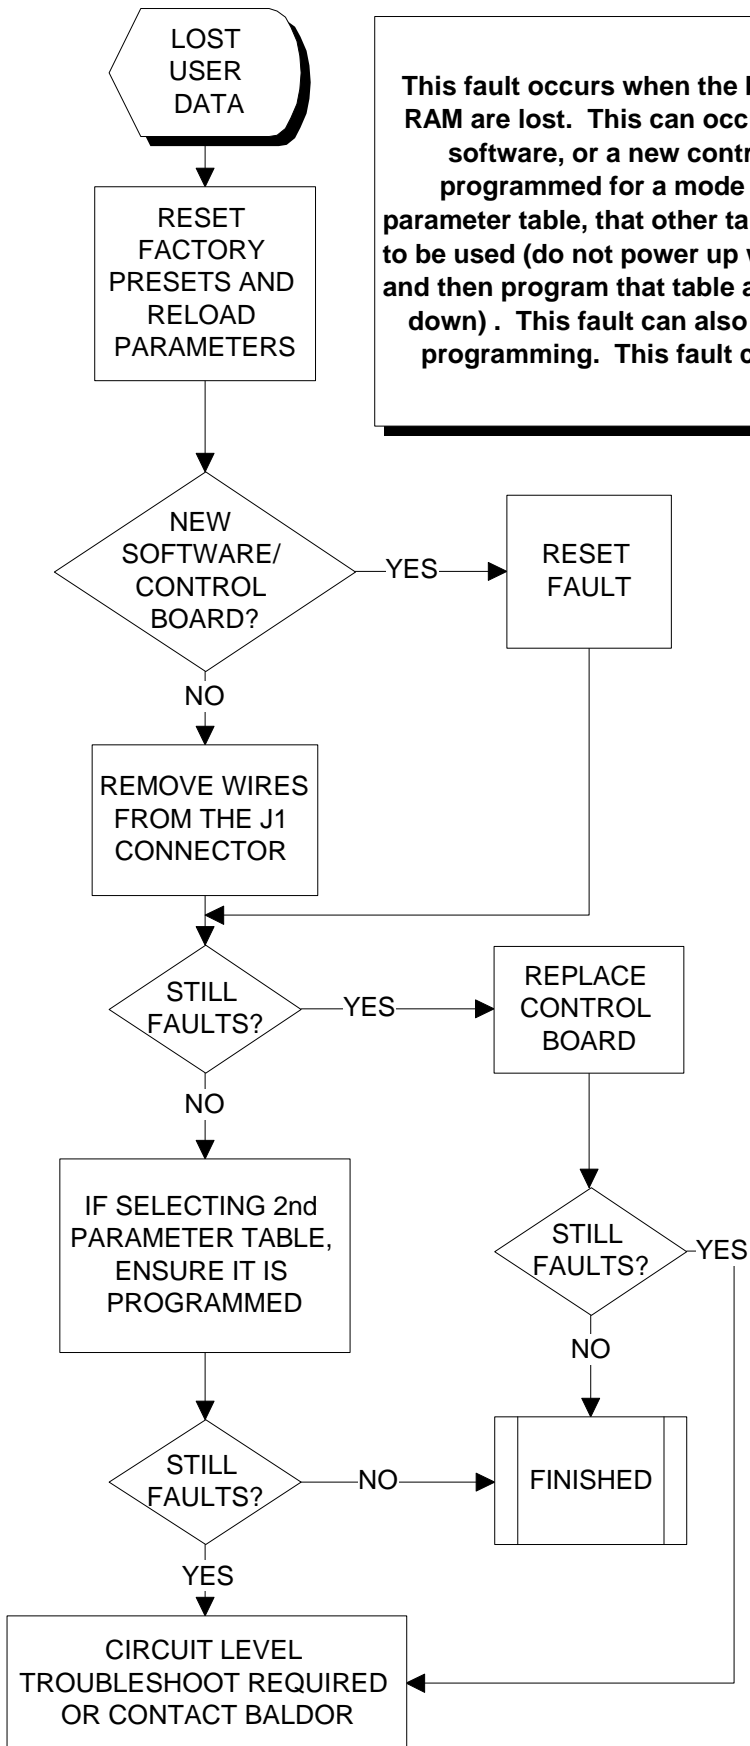 LOST
USER
DATA
This fault occurs when the
RAM are lost.  This can
software, or a new
programmed for a mode
parameter table, that other
to be used (do not power up
and then program that table
down) .  This fault can also
programming.  This fault
RESET
FACTORY
PRESETS AND
RELOAD
PARAMETERS
NEW
SOFTWARE/
CONTROL
BOARD?
YES
RESET
FAULT
NO
REMOVE WIRES
FROM THE J1
CONNECTOR
STILL
FAULTS?
YES
REPLACE
CONTROL
BOARD
NO
IF SELECTING 2nd
PARAMETER TABLE,
ENSURE IT IS
PROGRAMMED
STILL
FAULTS?
YES
NO
STILL
FAULTS?
NO
FINISHED
YES
CIRCUIT LEVEL
TROUBLESHOOT REQUIRED
OR CONTACT BALDOR